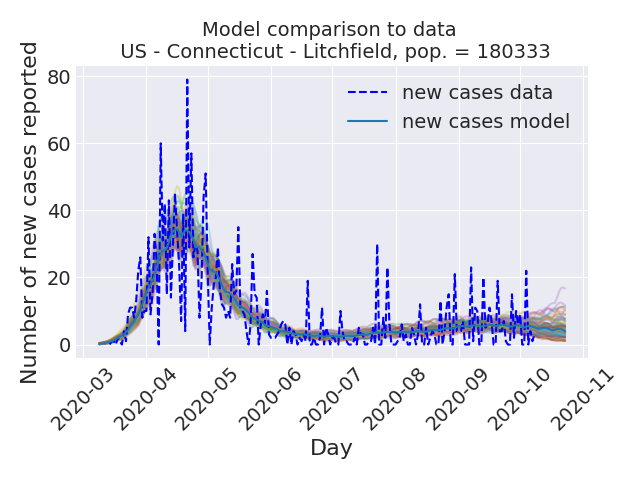 Model comparison to data
US - Connecticut - Litchfield, pop. = 180333
Number of new cases reported
80
60
40
20
0
new cases data
new cases model
2020-03
2020-04
2020-05
2020-06
2020-07
2020-08
2020-09
2020-10
2020-11
Day